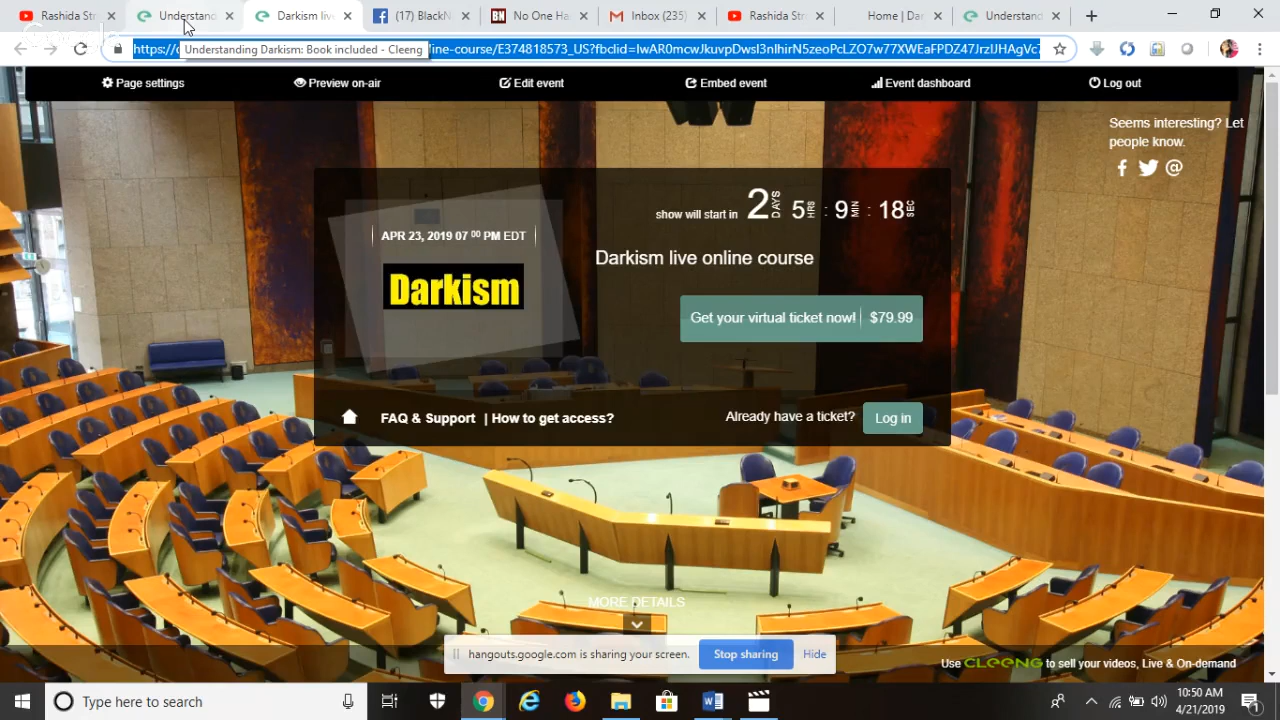 Rashida Str
Understand
Darkism live
(17) BlackN
No One Ha
Inbox (235)
Rashida Str
Home | Dar
Understand
https://
Understanding Darkism: Book included - Cleeng
ine-course/E374818573_US?fbclid=IwAR0mcwJkuvpDwsI3nIhirN5zeoPcLZO7w77XWEaFPDZ47JrzIJHAgVc7
Page settings
Preview on-air
Edit event
Embed event
Event dashboard
Log out
Seems interesting? Let
people know.
show will start in 2 DAYS 5 HRS : 9 MIN : 18 SEC
APR 23, 2019 07 00 PM EDT
Darkism
Darkism live online course
Get your virtual ticket now! $79.99
FAQ & Support | How to get access?
Already have a ticket?
Log in
MORE DETAILS
hangouts.google.com is sharing your screen.
Stop sharing
Hide
Use CLEENG to sell your videos, Live & On-demand
Type here to search
10:50 AM
4/21/2019